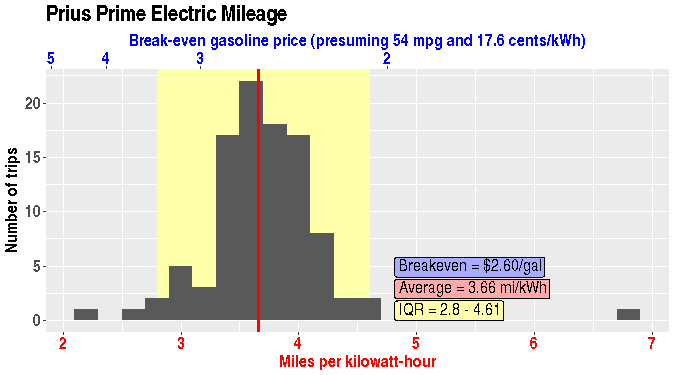 Prius Prime Electric Mileage
Break-even gasoline price (presuming 54 mpg and 17.6 cents/kWh)
5 4 3 2
Number of trips
20
15
10
5
0
Breakeven = $2.60/gal
Average = 3.66 mi/kWh
IQR = 2.8 - 4.61
2 3 4 5 6 7
Miles per kilowatt-hour